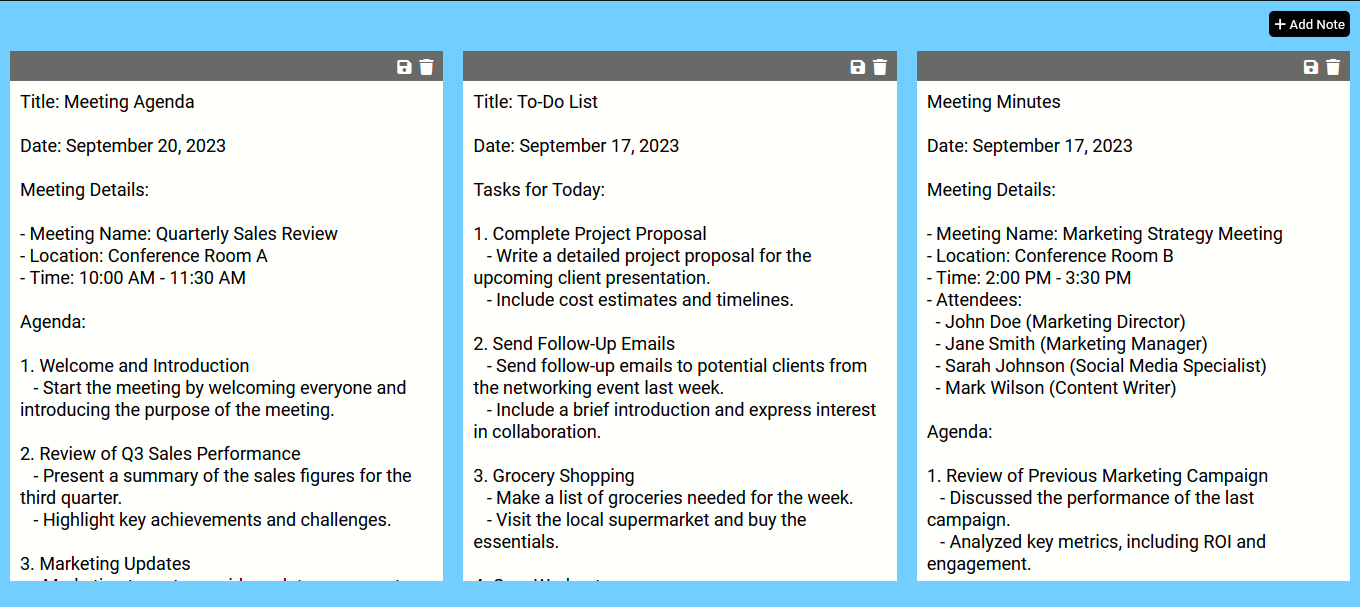 + Add Note
Title: Meeting Agenda
Date: September 20, 2023
Meeting Details:
- Meeting Name: Quarterly Sales Review
- Location: Conference Room A
- Time: 10:00 AM - 11:30 AM
Agenda:
1. Welcome and Introduction
- Start the meeting by welcoming everyone and
introducing the purpose of the meeting.
2. Review of Q3 Sales Performance
- Present a summary of the sales figures for the
third quarter.
- Highlight key achievements and challenges.
3. Marketing Updates
Title: To-Do List
Date: September 17, 2023
Tasks for Today:
1. Complete Project Proposal
- Write a detailed project proposal for the
upcoming client presentation.
- Include cost estimates and timelines.
2. Send Follow-Up Emails
- Send follow-up emails to potential clients from
the networking event last week.
- Include a brief introduction and express interest
in collaboration.
3. Grocery Shopping
- Make a list of groceries needed for the week.
- Visit the local supermarket and buy the
essentials.
Meeting Minutes
Date: September 17, 2023
Meeting Details:
- Meeting Name: Marketing Strategy Meeting
- Location: Conference Room B
- Time: 2:00 PM - 3:30 PM
- Attendees:
- John Doe (Marketing Director)
- Jane Smith (Marketing Manager)
- Sarah Johnson (Social Media Specialist)
- Mark Wilson (Content Writer)
Agenda:
1. Review of Previous Marketing Campaign
- Discussed the performance of the last
campaign.
- Analyzed key metrics, including ROI and
engagement.